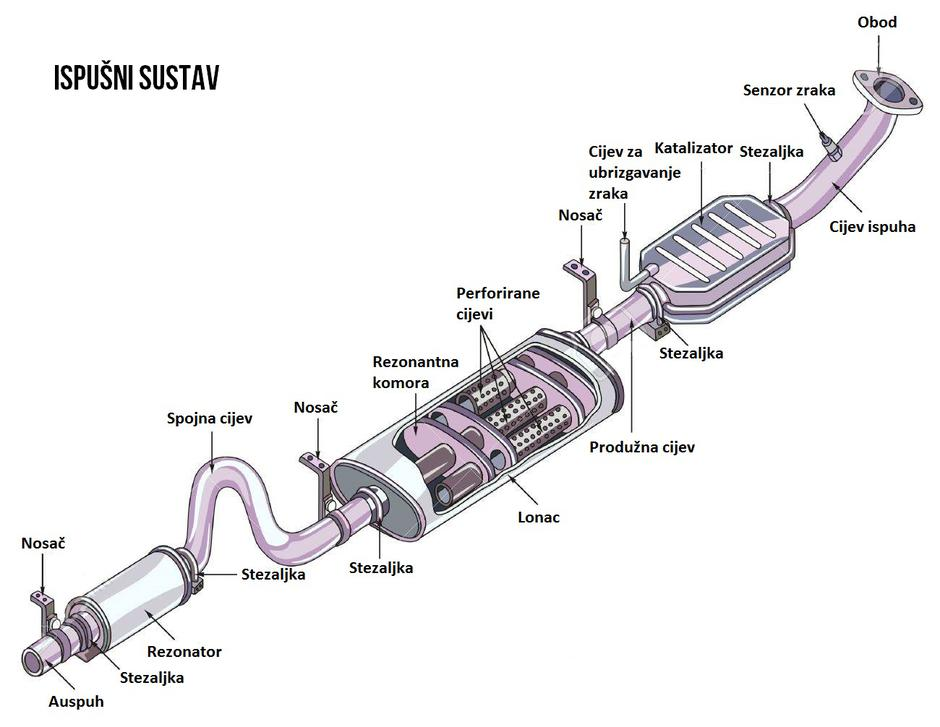 Obod
ISPUŠNI SUSTAV
Senzor zraka
Cijev za
ubrizgavanje
zraka
Katalizator
Stezaljka
Nosač
Cijev ispuha
Perforirane
cijevi
Stezaljka
Rezonantna
komora
Nosač
Spojna cijev
Produžna cijev
Lonac
Nosač
Stezaljka
Stezaljka
Rezonator
Stezaljka
Auspuh